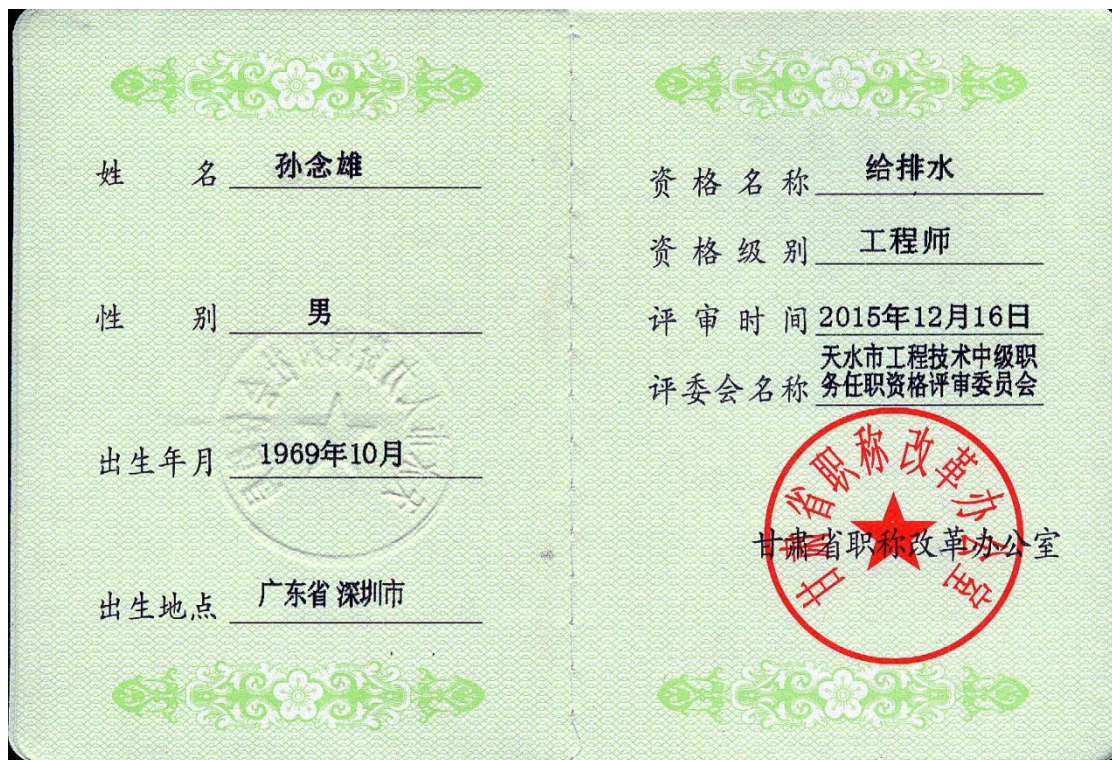 姓 名 孙念雄
性 别 男
出生年月 1969年10月
出生地点 广东省 深圳市
资格名称 给排水
资格级别 工程师
评审时间 2015年12月16日
评委会名称 天水市工程技术中级职
务任职资格评审委员会
甘肃省职称改革办公室
甘肃省职称改革办公室